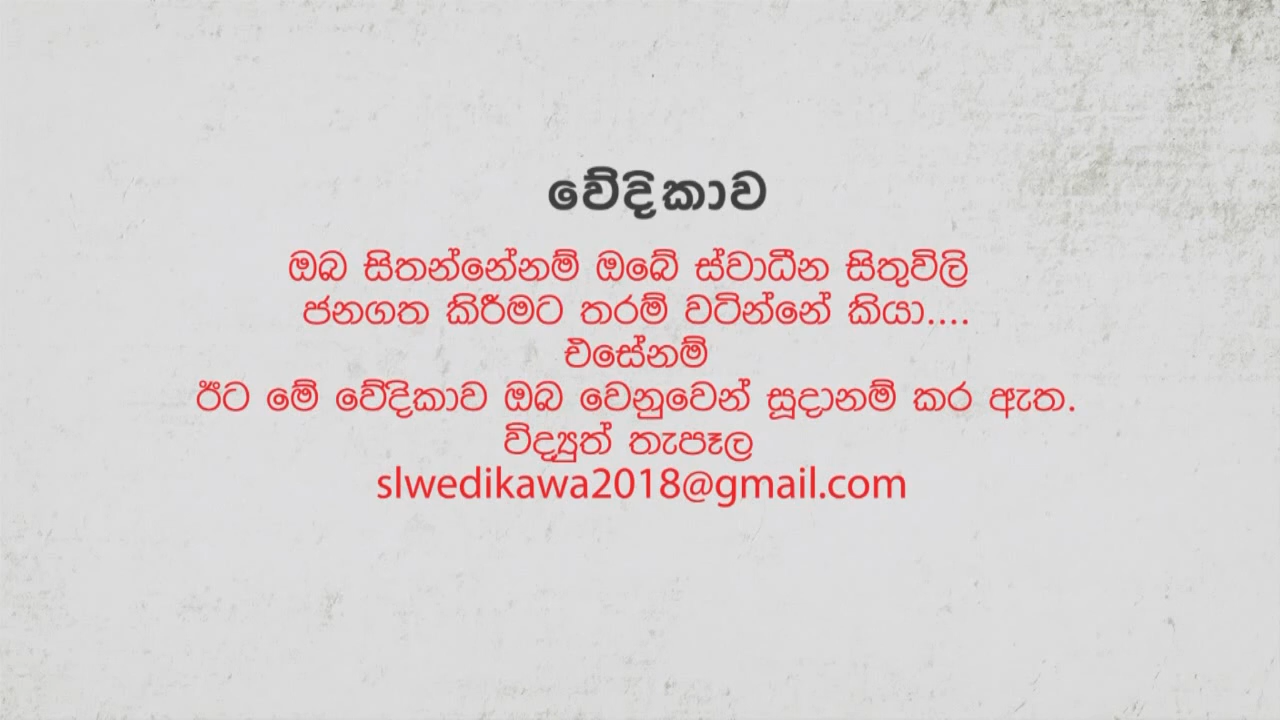 වේදිකාව
ඔබ සිතන්නේනම් ඔබේ ස්වාධීන සිතුවිලි
ජනගත කිරීමට තරම් වටින්නේ කියා....
එසේනම්
ඊට මේ වේදිකාව ඔබ වෙනුවෙන් සූදානම් කර ඇත.
විද්‍යුත් තැපෑල
slwedikawa2018@gmail.com